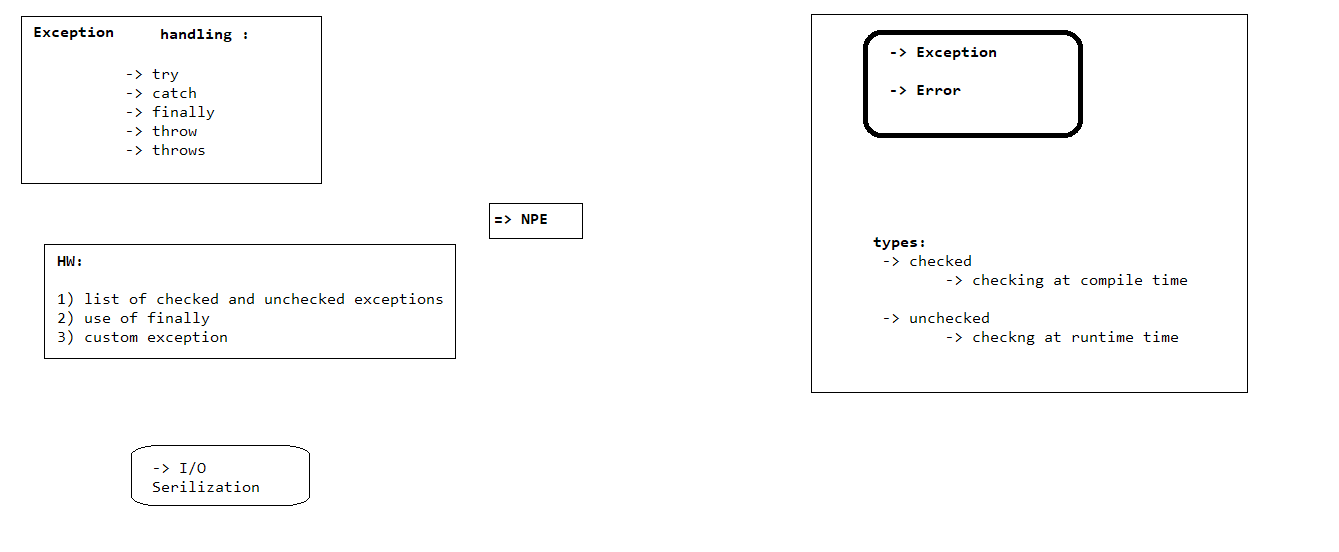 Exception handling :
-> try
-> catch
-> finally
-> throw
-> throws
=> NPE
HW:
1) list of checked and unchecked exceptions
2) use of finally
3) custom exception
-> I/O
Serilization
-> Exception
-> Error
types:
-> checked
-> checking at compile time
-> unchecked
-> checkng at runtime time